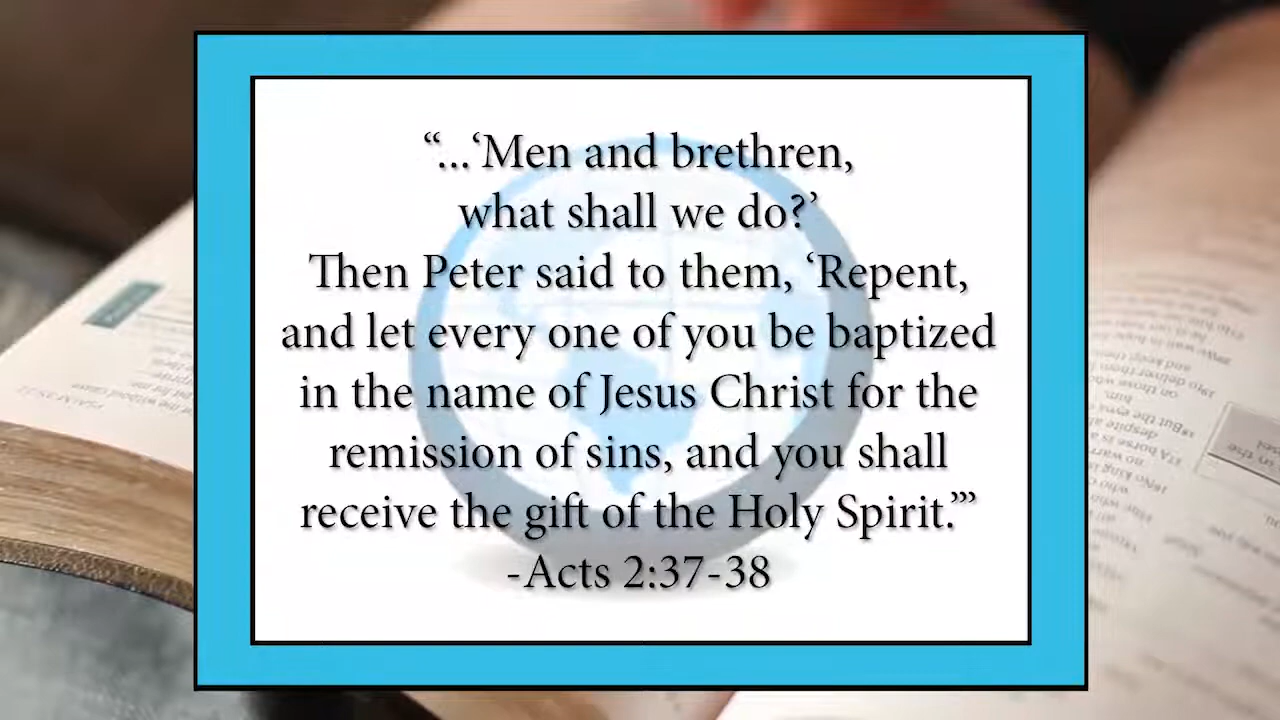 “...‘Men and brethren,
what shall we do?’
Then Peter said to them, ‘Repent,
and let every one of you be baptized
in the name of Jesus Christ for the
remission of sins, and you shall
receive the gift of the Holy Spirit.’”
-Acts 2:37-38